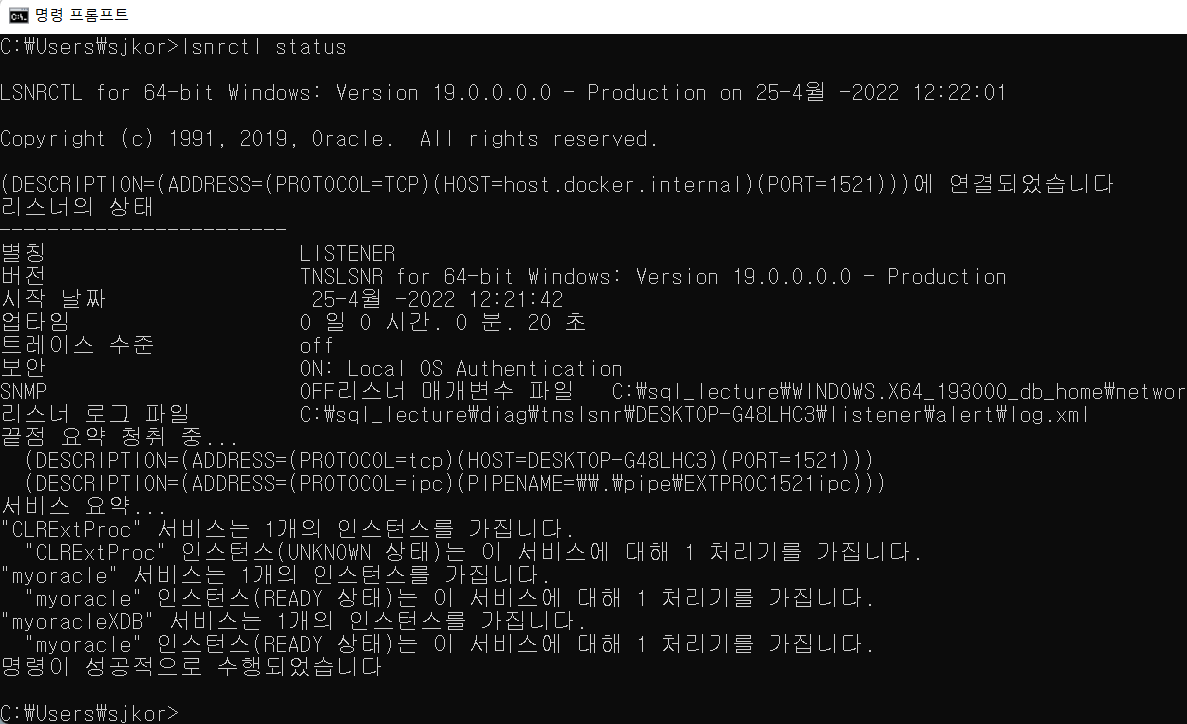 명령 프롬프트
C:₩Users₩sjkor>lsnrctl status
LSNRCTL for 64-bit Windows: Version 19.0.0.0.0 - Production on 25-4월 -2022 12:22:01
Copyright (c) 1991, 2019, Oracle.  All rights reserved.
(DESCRIPTION=(ADDRESS=(PROTOCOL=TCP)(HOST=host.docker.internal)(PORT=1521)))에 연결되었습니다
리스너의 상태
------------------------
별칭                     LISTENER
버전                     TNSLSNR for 64-bit Windows: Version 19.0.0.0.0 - Production
시작 날짜                 25-4월 -2022 12:21:42
업타임                   0 일 0 시간. 0 분. 20 초
트레이스 수준            off
보안                     ON: Local OS Authentication
SNMP                     OFF리스너 매개변수 파일   C:₩sql_lecture₩WINDOWS.X64_193000_db_home₩networ
리스너 로그 파일         C:₩sql_lecture₩diag₩tnslsnr₩DESKTOP-G48LHC3₩listener₩alert₩log.xml
끝점 요약 청취 중...
  (DESCRIPTION=(ADDRESS=(PROTOCOL=tcp)(HOST=DESKTOP-G48LHC3)(PORT=1521)))
  (DESCRIPTION=(ADDRESS=(PROTOCOL=ipc)(PIPENAME=₩₩.₩pipe₩EXTPROC1521ipc)))
서비스 요약...
"CLRExtProc" 서비스는 1개의 인스턴스를 가집니다.
  "CLRExtProc" 인스턴스(UNKNOWN 상태)는 이 서비스에 대해 1 처리기를 가집니다.
"myoracle" 서비스는 1개의 인스턴스를 가집니다.
  "myoracle" 인스턴스(READY 상태)는 이 서비스에 대해 1 처리기를 가집니다.
"myoracleXDB" 서비스는 1개의 인스턴스를 가집니다.
  "myoracle" 인스턴스(READY 상태)는 이 서비스에 대해 1 처리기를 가집니다.
명령이 성공적으로 수행되었습니다
C:₩Users₩sjkor>